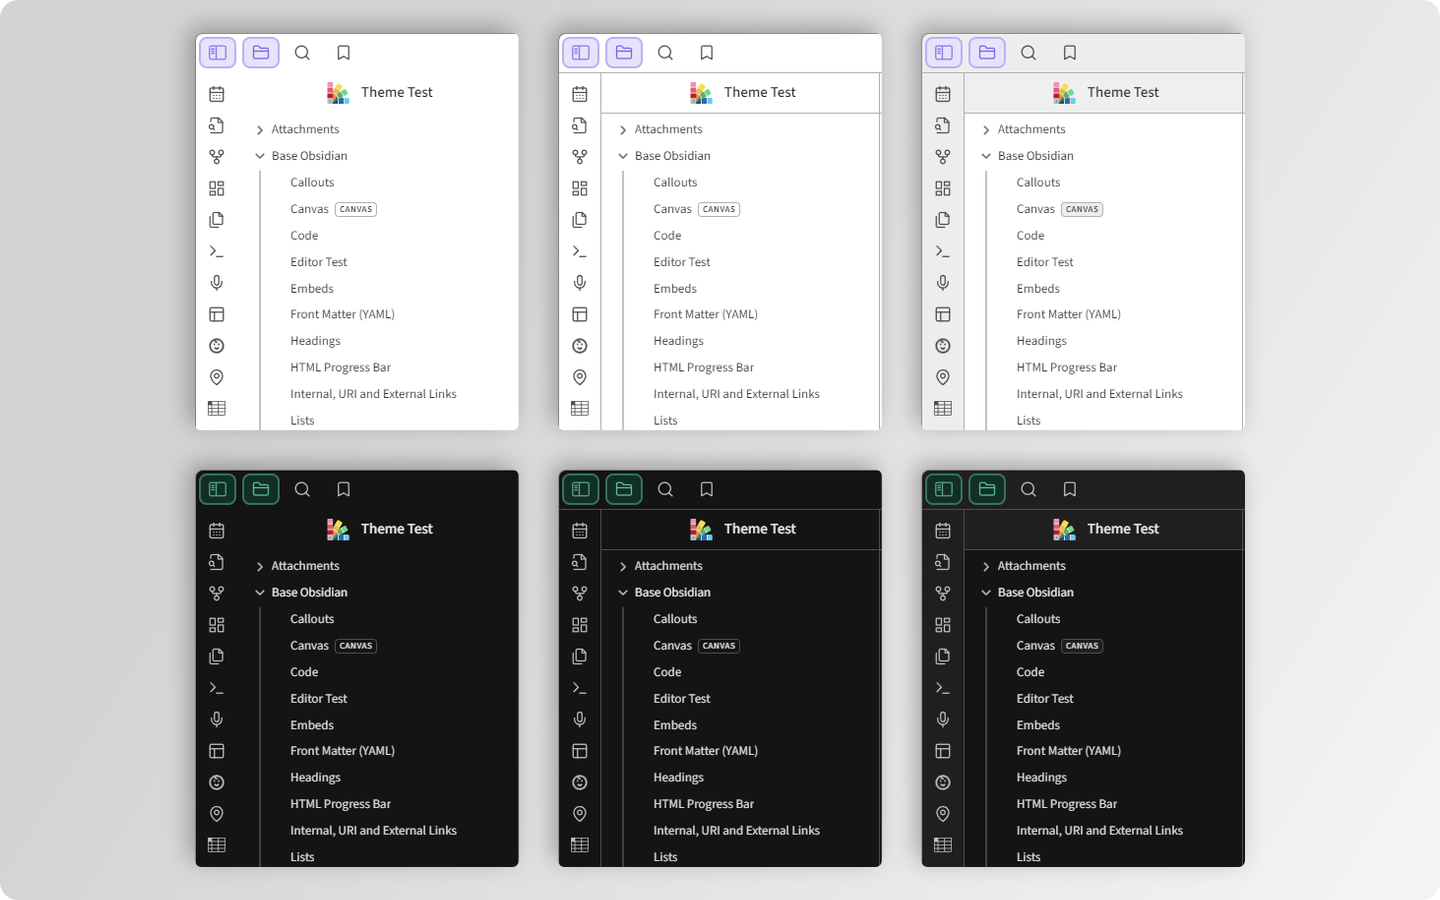 Theme Test
Attachments
Base Obsidian
Callouts
Canvas CANVAS
Code
Editor Test
Embeds
Front Matter (YAML)
Headings
HTML Progress Bar
Internal, URI and External Links
Lists
Theme Test
Attachments
Base Obsidian
Callouts
Canvas CANVAS
Code
Editor Test
Embeds
Front Matter (YAML)
Headings
HTML Progress Bar
Internal, URI and External Links
Lists
Theme Test
Attachments
Base Obsidian
Callouts
Canvas CANVAS
Code
Editor Test
Embeds
Front Matter (YAML)
Headings
HTML Progress Bar
Internal, URI and External Links
Lists
Theme Test
Attachments
Base Obsidian
Callouts
Canvas CANVAS
Code
Editor Test
Embeds
Front Matter (YAML)
Headings
HTML Progress Bar
Internal, URI and External Links
Lists
Theme Test
Attachments
Base Obsidian
Callouts
Canvas CANVAS
Code
Editor Test
Embeds
Front Matter (YAML)
Headings
HTML Progress Bar
Internal, URI and External Links
Lists
Theme Test
Attachments
Base Obsidian
Callouts
Canvas CANVAS
Code
Editor Test
Embeds
Front Matter (YAML)
Headings
HTML Progress Bar
Internal, URI and External Links
Lists